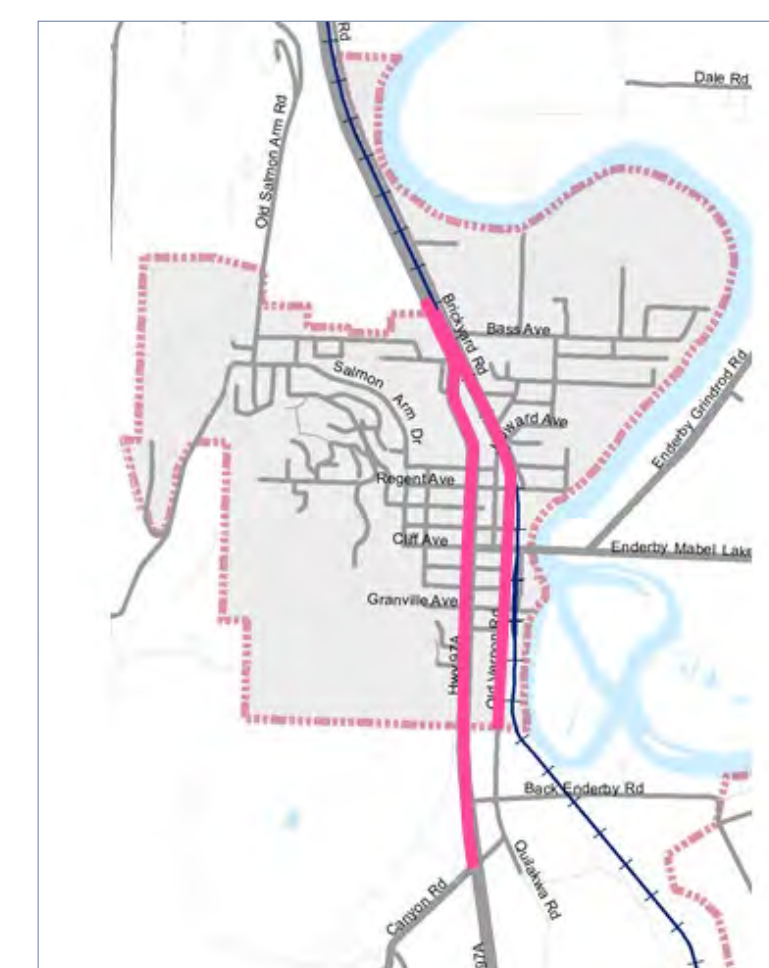 Rd
Dale Rd
Old Salmon Arm Rd
Brickyard Rd
Bass Ave
Salmon Arm Dr
ward Ave
Enderby Grindrod Rd
Regent Ave
Cliff Ave
Enderby Mabel Lake
Granville Ave
Hwy 97A
Old Vernon Rd
Back Enderby Rd
Quilakwa Rd
Canyon Rd
97A